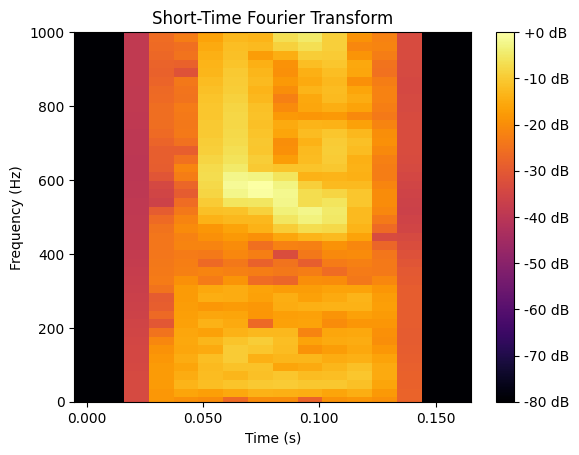 Short-Time Fourier Transform
1000
800
600
400
200
0
Frequency (Hz)
0.000
0.050
0.100
0.150
Time (s)
+0 dB
-10 dB
-20 dB
-30 dB
-40 dB
-50 dB
-60 dB
-70 dB
-80 dB